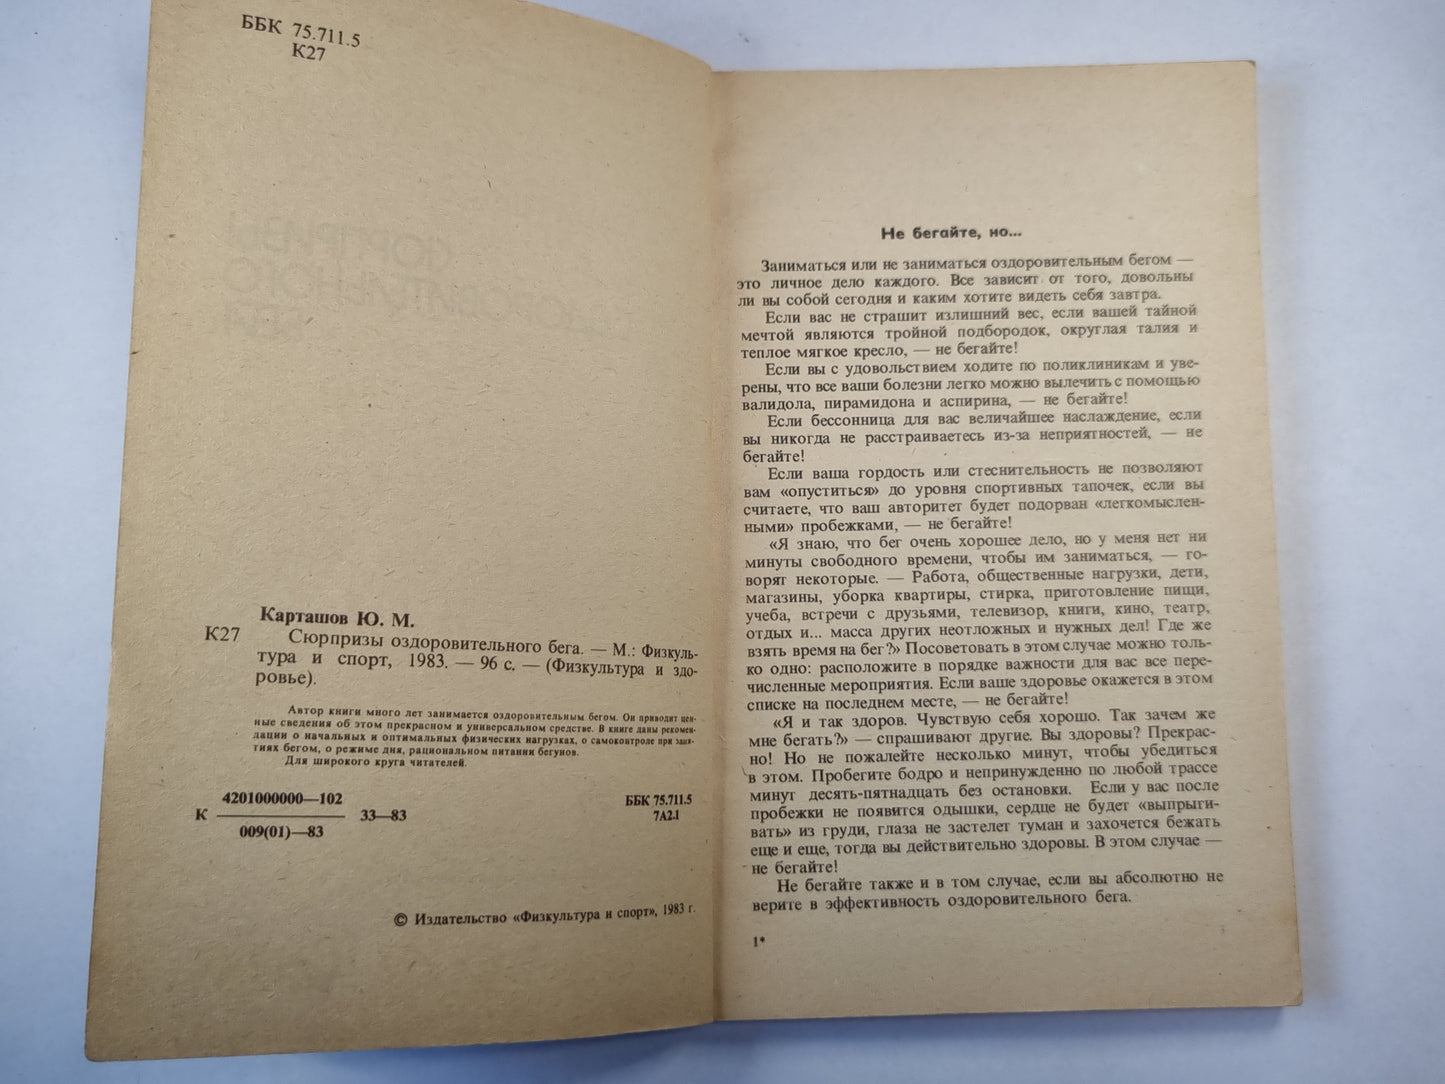 ББК 75.711.5
К27
Карташов Ю. М.
К27 Сюрпризы оздоровительного бега. — М.: Физкуль-
тура и спорт, 1983. — 96 с. — (Физкультура и здо-
ровье).
Автор книги много лет занимается оздоровительным бегом. Он приводит цен-
ные сведения об этом прекрасном и универсальном средстве. В книге даны рекомен-
дации о начальных и оптимальных физических нагрузках, о самоконтроле при заня-
тиях бегом, о режиме дня, рациональном питании бегунов.
Для широкого круга читателей.
К 4201000000—102 33—83
009(01)—83
ББК 75.711.5
7А2.1
© Издательство «Физкультура и спорт», 1983 г.
Не бегайте, но...
Заниматься или не заниматься оздоровительным бегом —
это личное дело каждого. Все зависит от того, довольны
ли вы собой сегодня и каким хотите видеть себя завтра.
Если вас не страшит излишний вес, если вашей тайной
мечтой являются тройной подбородок, округлая талия и
теплое мягкое кресло, — не бегайте!
Если вы с удовольствием ходите по поликлиникам и уве-
рены, что все ваши болезни легко можно вылечить с помощью
валидола, пирамидона и аспирина, — не бегайте!
Если бессонница для вас величайшее наслаждение, если
вы никогда не расстраиваетесь из-за неприятностей, — не
бегайте!
Если ваша гордость или стеснительность не позволяют
вам «опуститься» до уровня спортивных тапочек, если вы
считаете, что ваш авторитет будет подорван «легкомыслен-
ными» пробежками, — не бегайте!
«Я знаю, что бег очень хорошее дело, но у меня нет ни
минуты свободного времени, чтобы им заниматься, — го-
ворят некоторые. — Работа, общественные нагрузки, дети,
магазины, уборка квартиры, стирка, приготовление пищи,
учеба, встречи с друзьями, телевизор, книги, кино, театр,
отдых и... масса других неотложных и нужных дел! Где же
взять время на бег?» Посоветовать в этом случае можно толь-
ко одно: расположите в порядке важности для вас все пере-
численные мероприятия. Если ваше здоровье окажется в этом
списке на последнем месте, — не бегайте!
«Я и так здоров. Чувствую себя хорошо. Так зачем же
мне бегать?» — спрашивают другие. Вы здоровы? Прекрас-
но! Но не пожалейте несколько минут, чтобы убедиться
в этом. Пробегите бодро и непринужденно по любой трассе
минут десять-пятнадцать без остановки. Если у вас после
пробежки не появится одышки, сердце не будет «выпрыги-
вать» из груди, глаза не застелет туман и захочется бежать
еще и еще, тогда вы действительно здоровы. В этом случае —
не бегайте!
Не бегайте также и в том случае, если вы абсолютно не
верите в эффективность оздоровительного бега.
1*